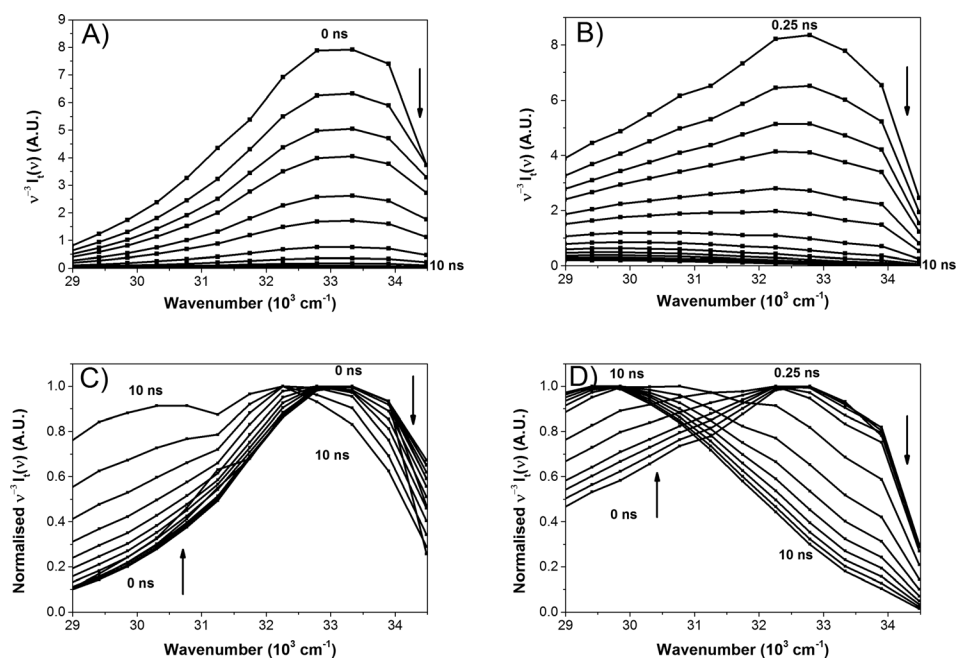 A)
0 ns
ν⁻³ Iₜ(ν) (A.U.)
9
8
7
6
5
4
3
2
1
0
10 ns
29 30 31 32 33 34
Wavenumber (10³ cm⁻¹)
B)
0.25 ns
ν⁻³ Iₜ(ν) (A.U.)
8
6
4
2
0
10 ns
29 30 31 32 33 34
Wavenumber (10³ cm⁻¹)
C)
0 ns
10 ns
Normalised ν⁻³ Iₜ(ν) (A.U.)
1.0
0.8
0.6
0.4
0.2
0.0
10 ns
0 ns
29 30 31 32 33 34
Wavenumber (10³ cm⁻¹)
D)
10 ns
0.25 ns
Normalised ν⁻³ Iₜ(ν) (A.U.)
1.0
0.8
0.6
0.4
0.2
0.0
0 ns
10 ns
29 30 31 32 33 34
Wavenumber (10³ cm⁻¹)